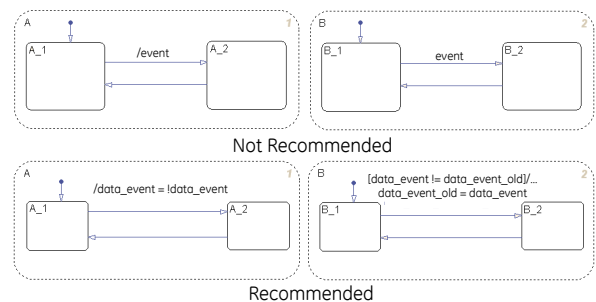 A
1
B
2
A_1
/event
A_2
B_1
event
B_2
Not Recommended
A
1
B
2
/data_event = !data_event
[data_event != data_event_old]/...
data_event_old = data_event
A_1
A_2
B_1
B_2
Recommended